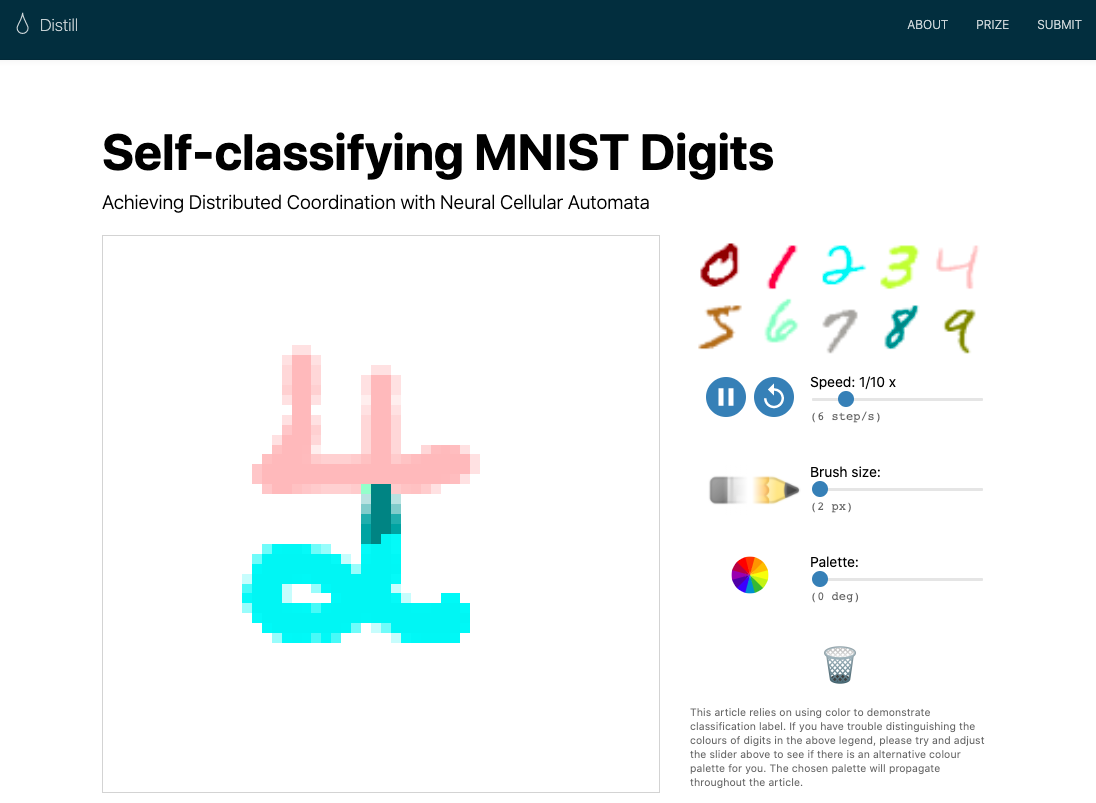 Distill
ABOUT PRIZE SUBMIT
Self-classifying MNIST Digits
Achieving Distributed Coordination with Neural Cellular Automata
0 1 2 3 4
5 6 7 8 9
Speed: 1/10 x
(6 step/s)
Brush size:
(2 px)
Palette:
(0 deg)
This article relies on using color to demonstrate
classification label. If you have trouble distinguishing the
colours of digits in the above legend, please try and adjust
the slider above to see if there is an alternative colour
palette for you. The chosen palette will propagate
throughout the article.